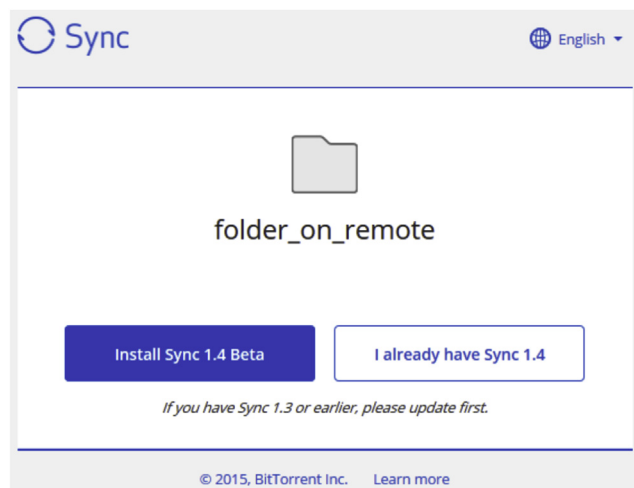 Sync English
folder_on_remote
Install Sync 1.4 Beta I already have Sync 1.4
If you have Sync 1.3 or earlier, please update first.
© 2015, BitTorrent Inc. Learn more